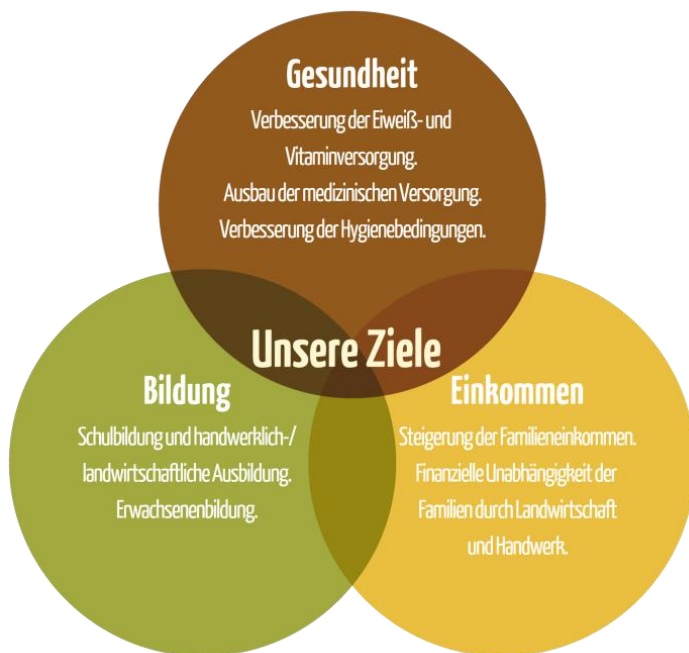 Gesundheit
Verbesserung der Eiweiß- und
Vitaminversorgung.
Ausbau der medizinischen Versorgung.
Verbesserung der Hygienebedingungen.
Unsere Ziele
Bildung
Schulbildung und handwerklich-/
landwirtschaftliche Ausbildung.
Erwachsenenbildung.
Einkommen
Steigerung der Familieneinkommen.
Finanzielle Unabhängigkeit der
Familien durch Landwirtschaft
und Handwerk.